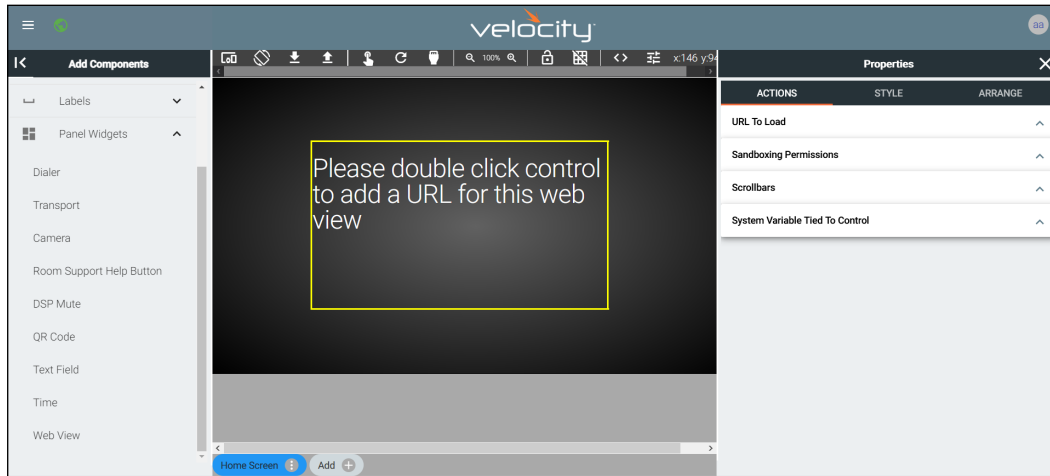 velocity
aa
Add Components
100%
x:146 y:94
Properties
Labels
Panel Widgets
Dialer
Transport
Camera
Room Support Help Button
DSP Mute
QR Code
Text Field
Time
Web View
Please double click control
to add a URL for this web
view
Home Screen
Add
ACTIONS STYLE ARRANGE
URL To Load
Sandboxing Permissions
Scrollbars
System Variable Tied To Control